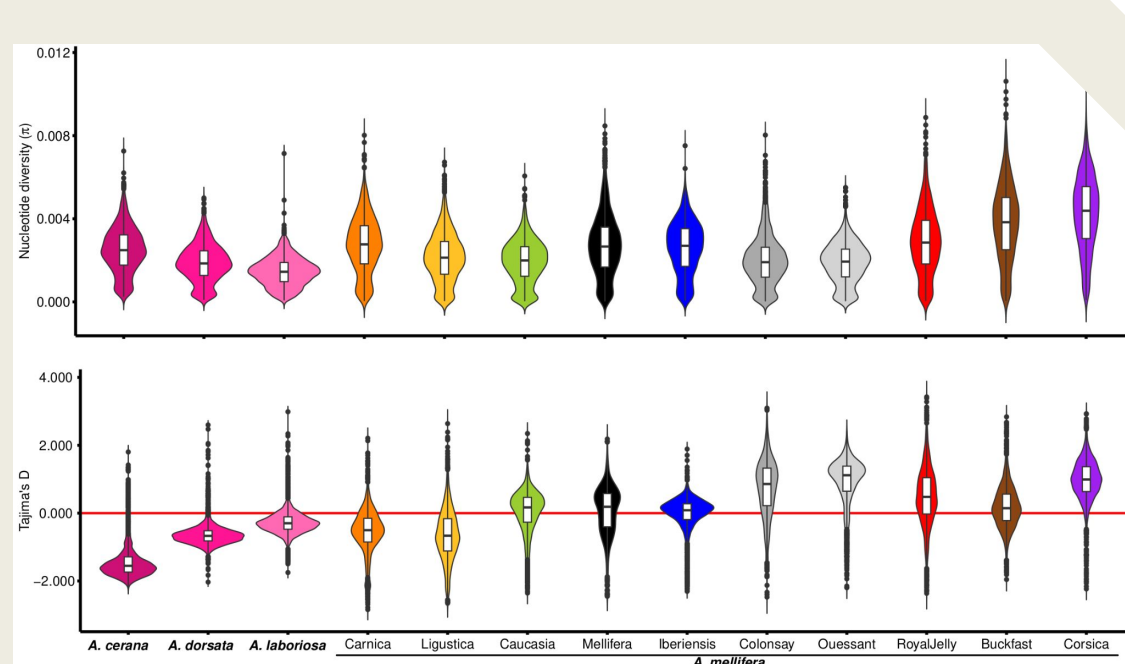 0.012
Nucleotide diversity (π)
0.008
0.004
0.000
4.000
Tajima's D
2.000
0.000
−2.000
A. cerana A. dorsata A. laboriosa Carnica Ligustica Caucasia Mellifera Iberiensis Colonsay Ouessant RoyalJelly Buckfast Corsica
A. mellifera